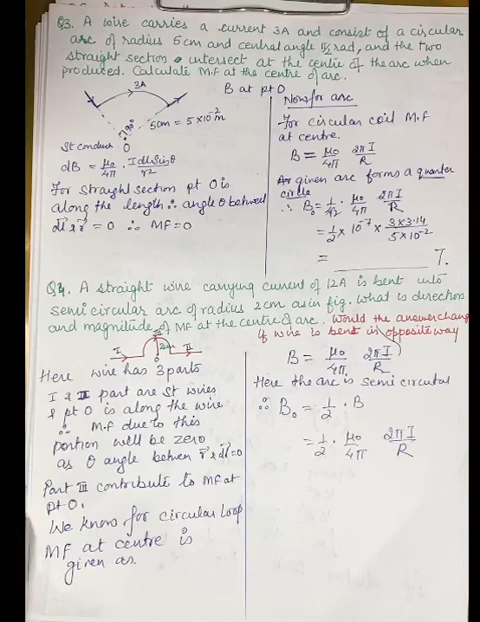 Q3. A wire carries a current 3A and consist of a circular
arc of radius 5cm and central angle π/2 rad, and the two
straight section intersect at the centre of the arc when
produced. Calculate M.F at the centre of arc.
3A
B at pt O
90°
5cm = 5×10⁻² m
O
St conduct
dB = μ₀/4π · I dl sinθ/r²
For straight section pt O is
along the length ∴ angle θ between
dl⃗ & r⃗ = 0 ∴ MF=0
Now for arc
For circular coil M.F
at centre.
B = μ₀/4π 2πI/R
given arc forms a quarter
circle
∴ B₀ = 1/4 · μ₀/4π 2πI/R
= 1/2 × 10⁻⁷ × 3×3.14/5×10⁻²
= ________ T.
Q4. A straight wire carrying current of 12A is bent into
semi circular arc of radius 2cm as in fig. What is direction
and magnitude of MF at the centre of arc. Would the answer change
if wire is bent in opposite way
I
III
2cm
O
II
Here wire has 3 parts
I & II part are St wires
& pt O is along the wire
∴ M.F due to this
portion will be zero
as θ angle betwen r⃗ & dl⃗=0
Part III contribute to MF at
pt O.
We know for circular loop
MF at centre is
given as.
B = μ₀/4π 2πI/R
Here the arc is semi circular
∴ B₀ = 1/2 · B
= 1/2 · μ₀/4π 2πI/R